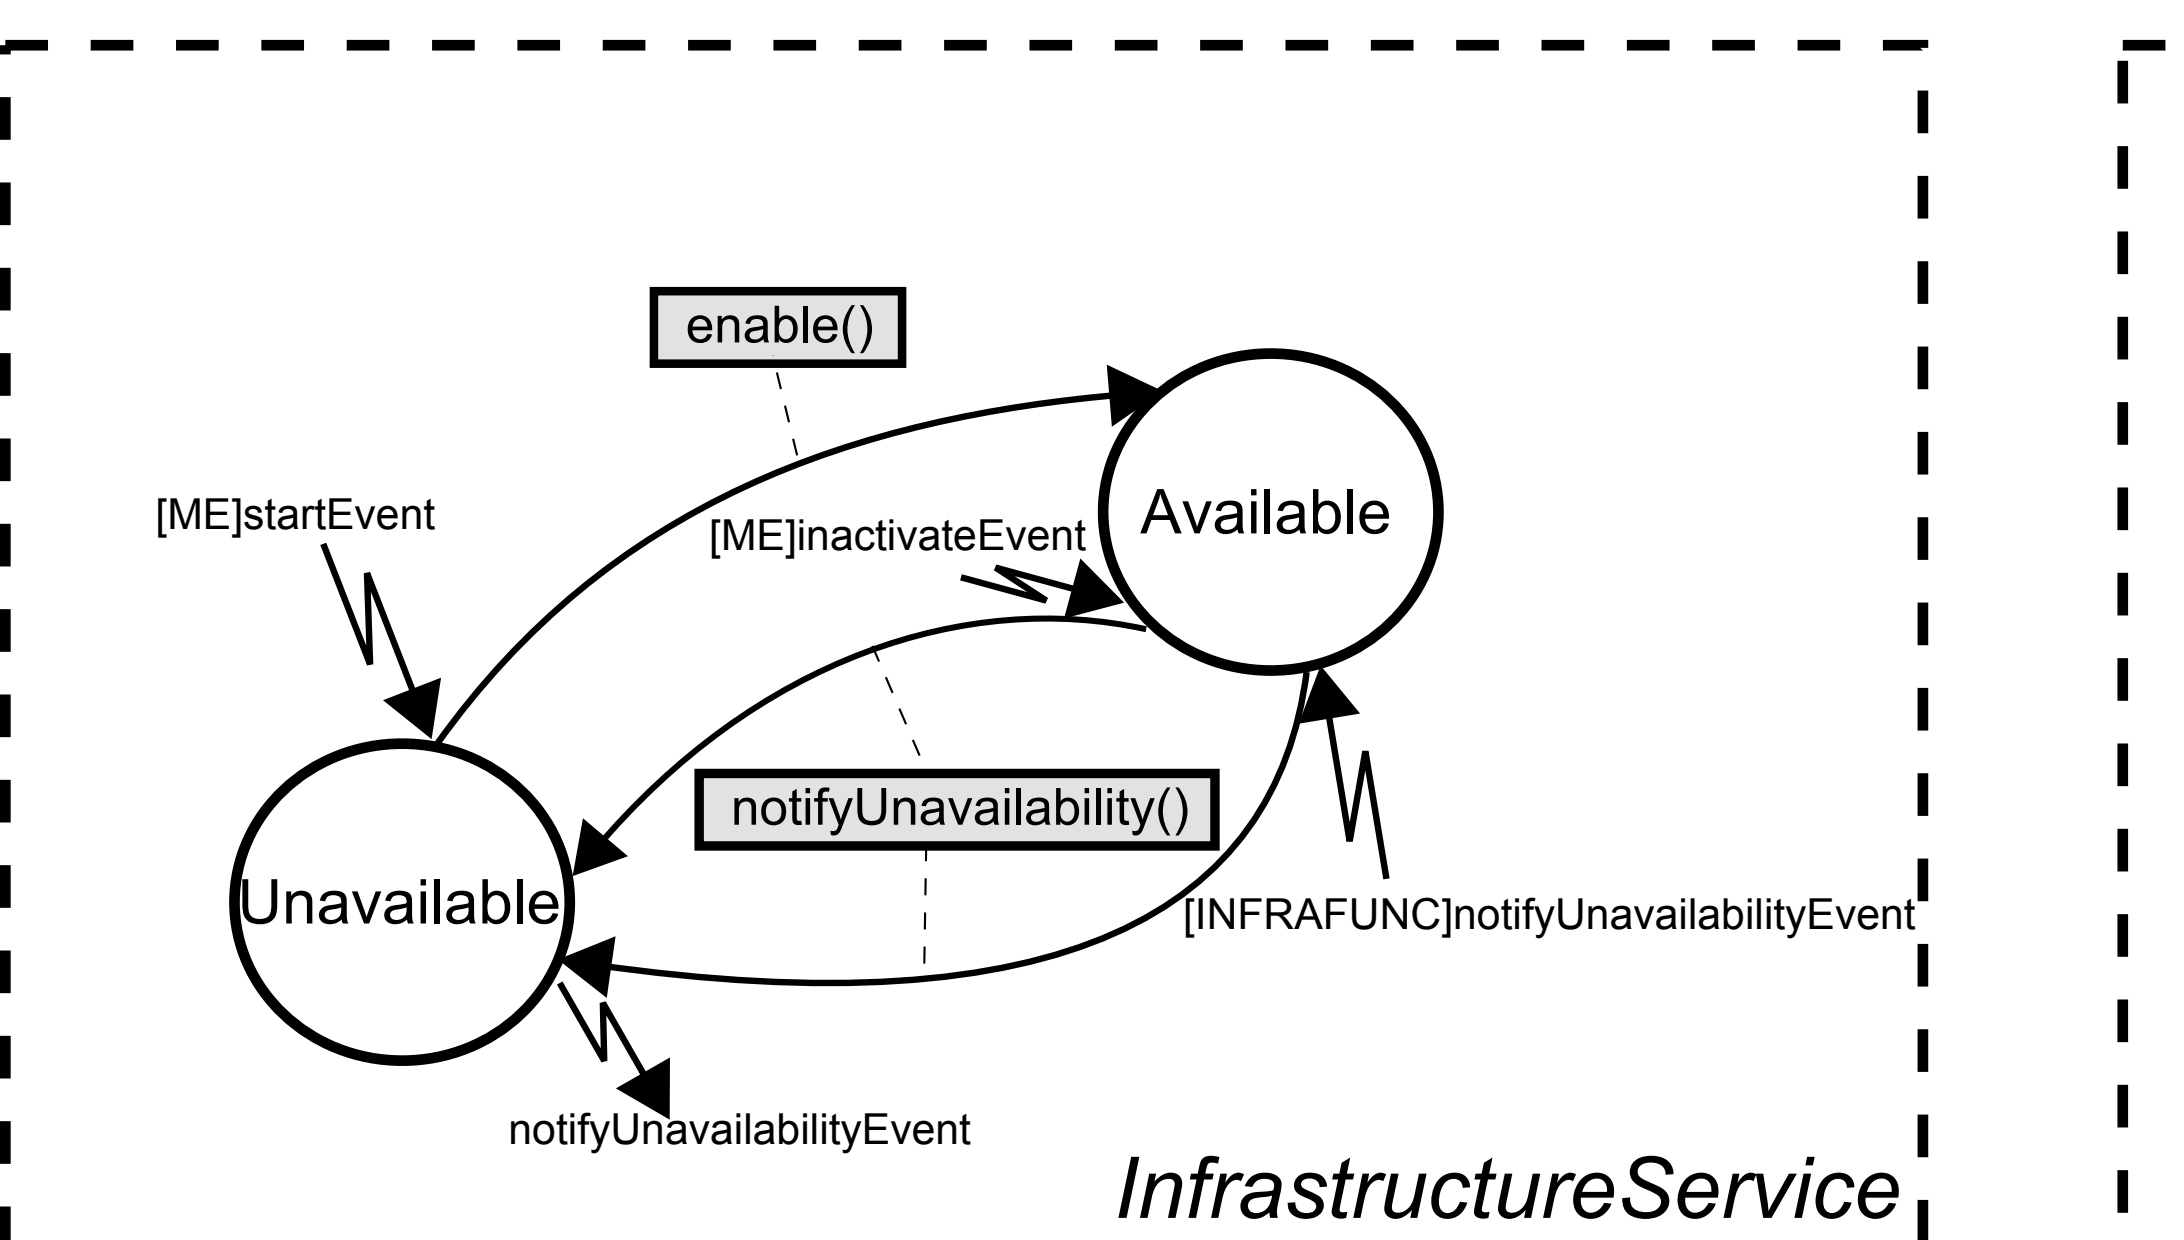 enable()
[ME]startEvent
[ME]inactivateEvent
Available
notifyUnavailability()
Unavailable
[INFRAFUNC]notifyUnavailabilityEvent
notifyUnavailabilityEvent
InfrastructureService